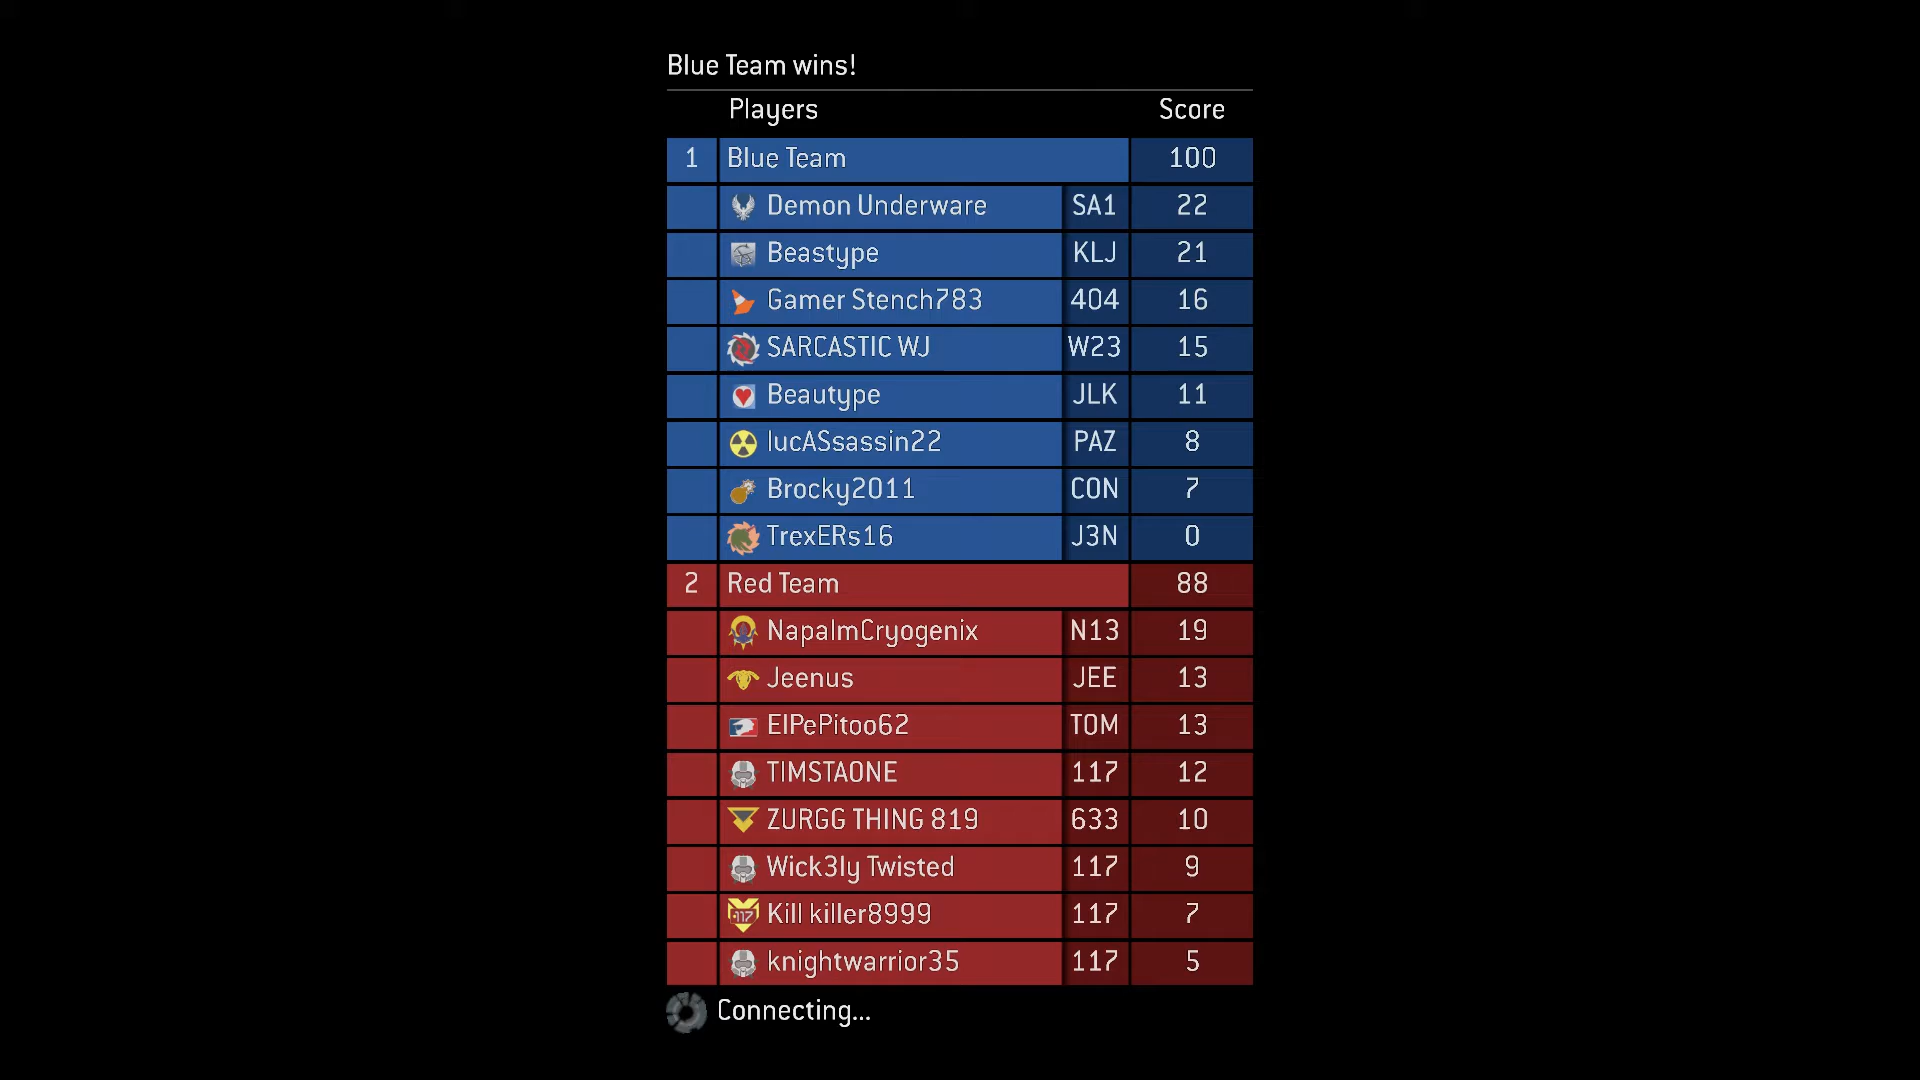 Blue Team wins!
Players Score
1 Blue Team 100
Demon Underware SA1 22
Beastype KLJ 21
Gamer Stench783 404 16
SARCASTIC WJ W23 15
Beautype JLK 11
lucASsassin22 PAZ 8
Brocky2011 CON 7
TrexERs16 J3N 0
2 Red Team 88
NapalmCryogenix N13 19
Jeenus JEE 13
ElPePitoo62 TOM 13
TIMSTAONE 117 12
ZURGG THING 819 633 10
Wick3ly Twisted 117 9
117 Kill killer8999 117 7
knightwarrior35 117 5
Connecting...